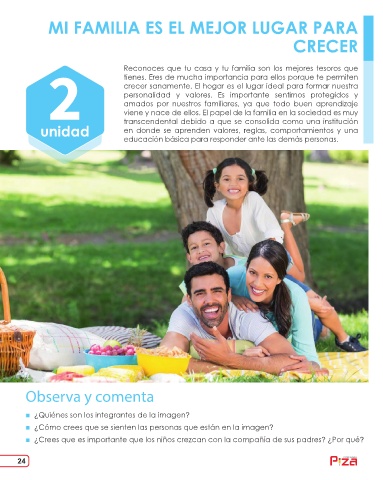 MI FAMILIA ES EL MEJOR LUGAR PARA
CRECER
2
unidad
Reconoces que tu casa y tu familia son los mejores tesoros que
tienes. Eres de mucha importancia para ellos porque te permiten
crecer sanamente. El hogar es el lugar ideal para formar nuestra
personalidad y valores. Es importante sentirnos protegidos y
amados por nuestros familiares, ya que todo buen aprendizaje
viene y nace de ellos. El papel de la familia en la sociedad es muy
transcendental debido a que se consolida como una institución
en donde se aprenden valores, reglas, comportamientos y una
educación básica para responder ante las demás personas.
Observa y comenta
¿Quiénes son los integrantes de la imagen?
¿Cómo crees que se sienten las personas que están en la imagen?
¿Crees que es importante que los niños crezcan con la compañía de sus padres? ¿Por qué?
24